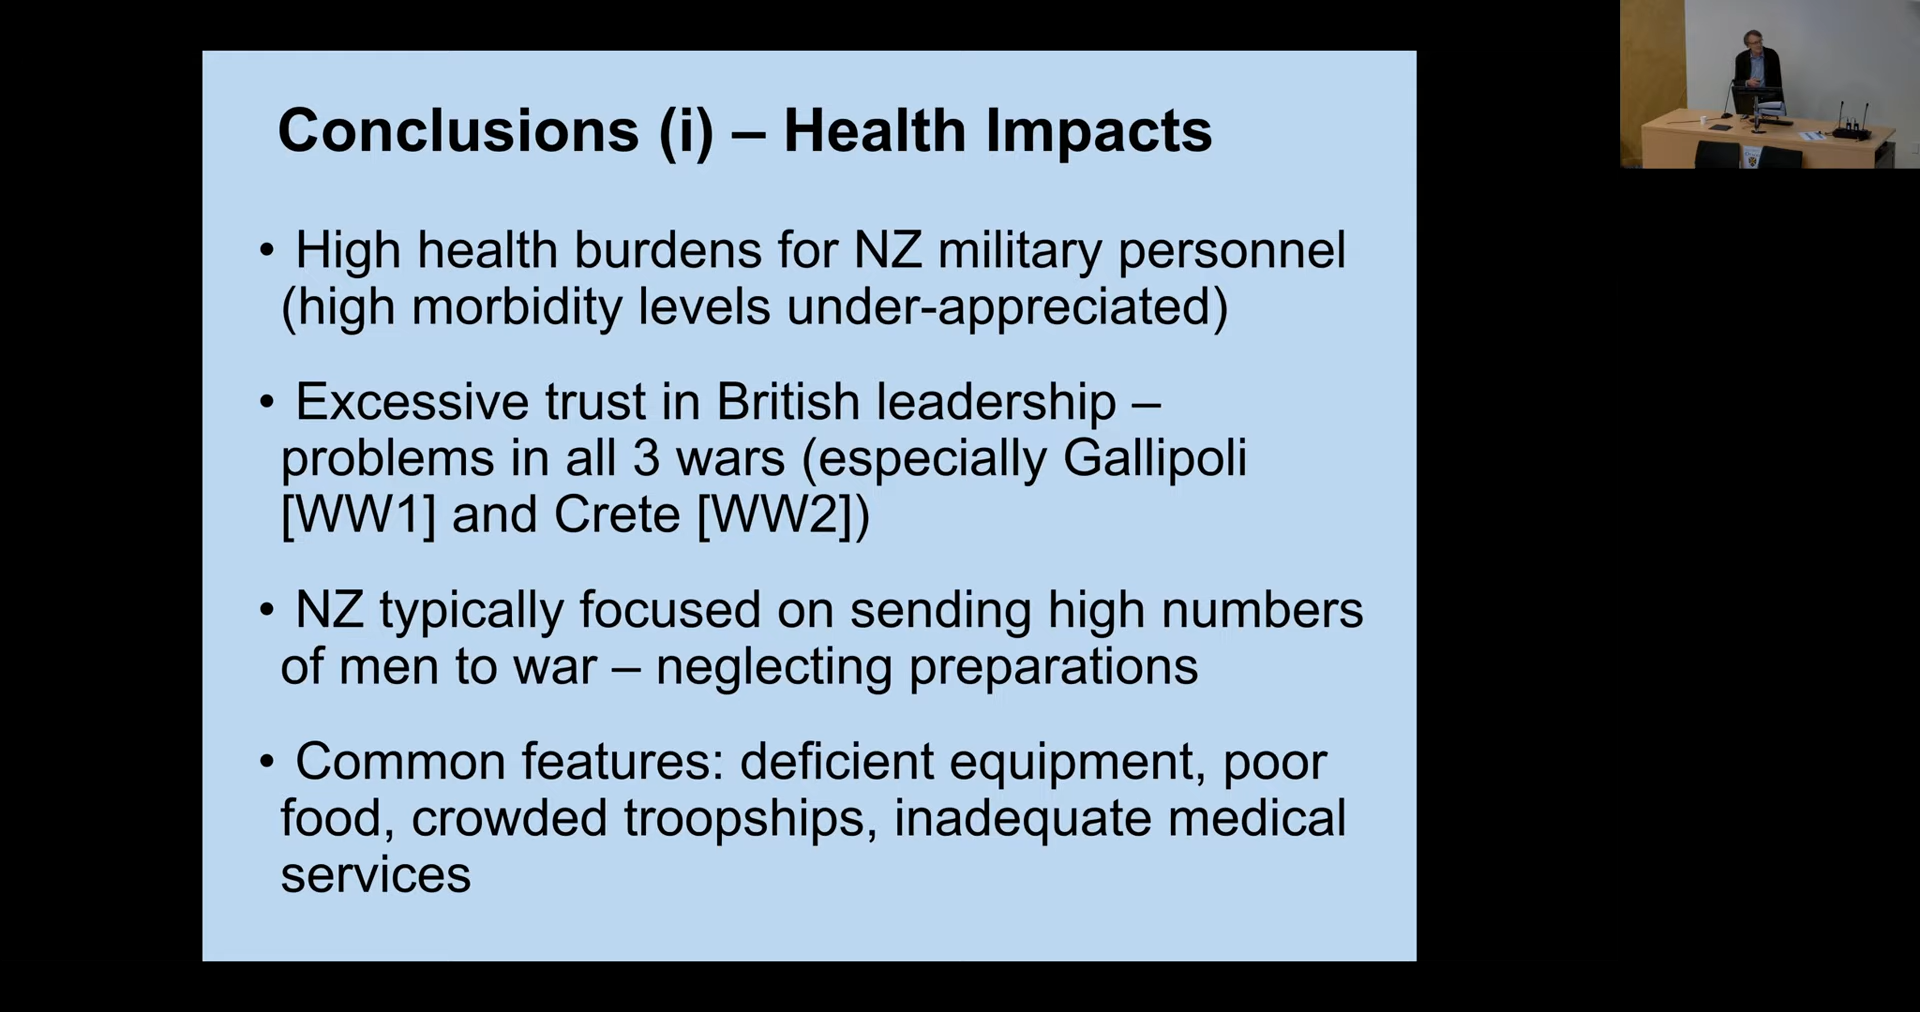 Conclusions (i) – Health Impacts
• High health burdens for NZ military personnel
(high morbidity levels under-appreciated)
• Excessive trust in British leadership –
problems in all 3 wars (especially Gallipoli
[WW1] and Crete [WW2])
• NZ typically focused on sending high numbers
of men to war – neglecting preparations
• Common features: deficient equipment, poor
food, crowded troopships, inadequate medical
services